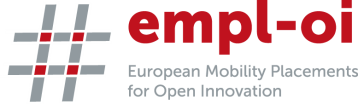 empl-oi
European Mobility Placements
for Open Innovation